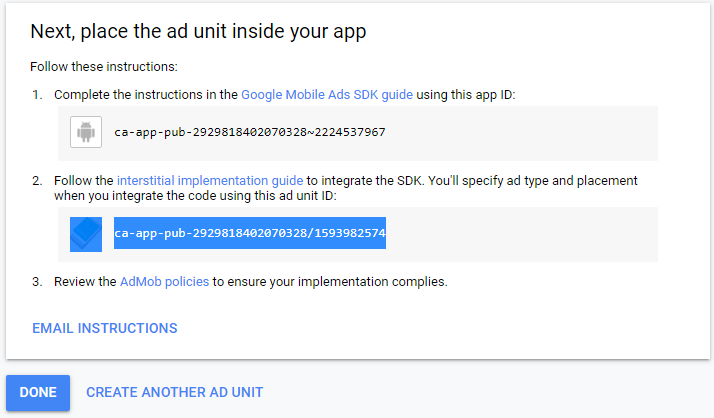 Next, place the ad unit inside your app
Follow these instructions:
1. Complete the instructions in the Google Mobile Ads SDK guide using this app ID:
ca-app-pub-2929818402070328~2224537967
2. Follow the interstitial implementation guide to integrate the SDK. You'll specify ad type and placement
when you integrate the code using this ad unit ID:
ca-app-pub-2929818402070328/1593982574
3. Review the AdMob policies to ensure your implementation complies.
EMAIL INSTRUCTIONS
DONE CREATE ANOTHER AD UNIT